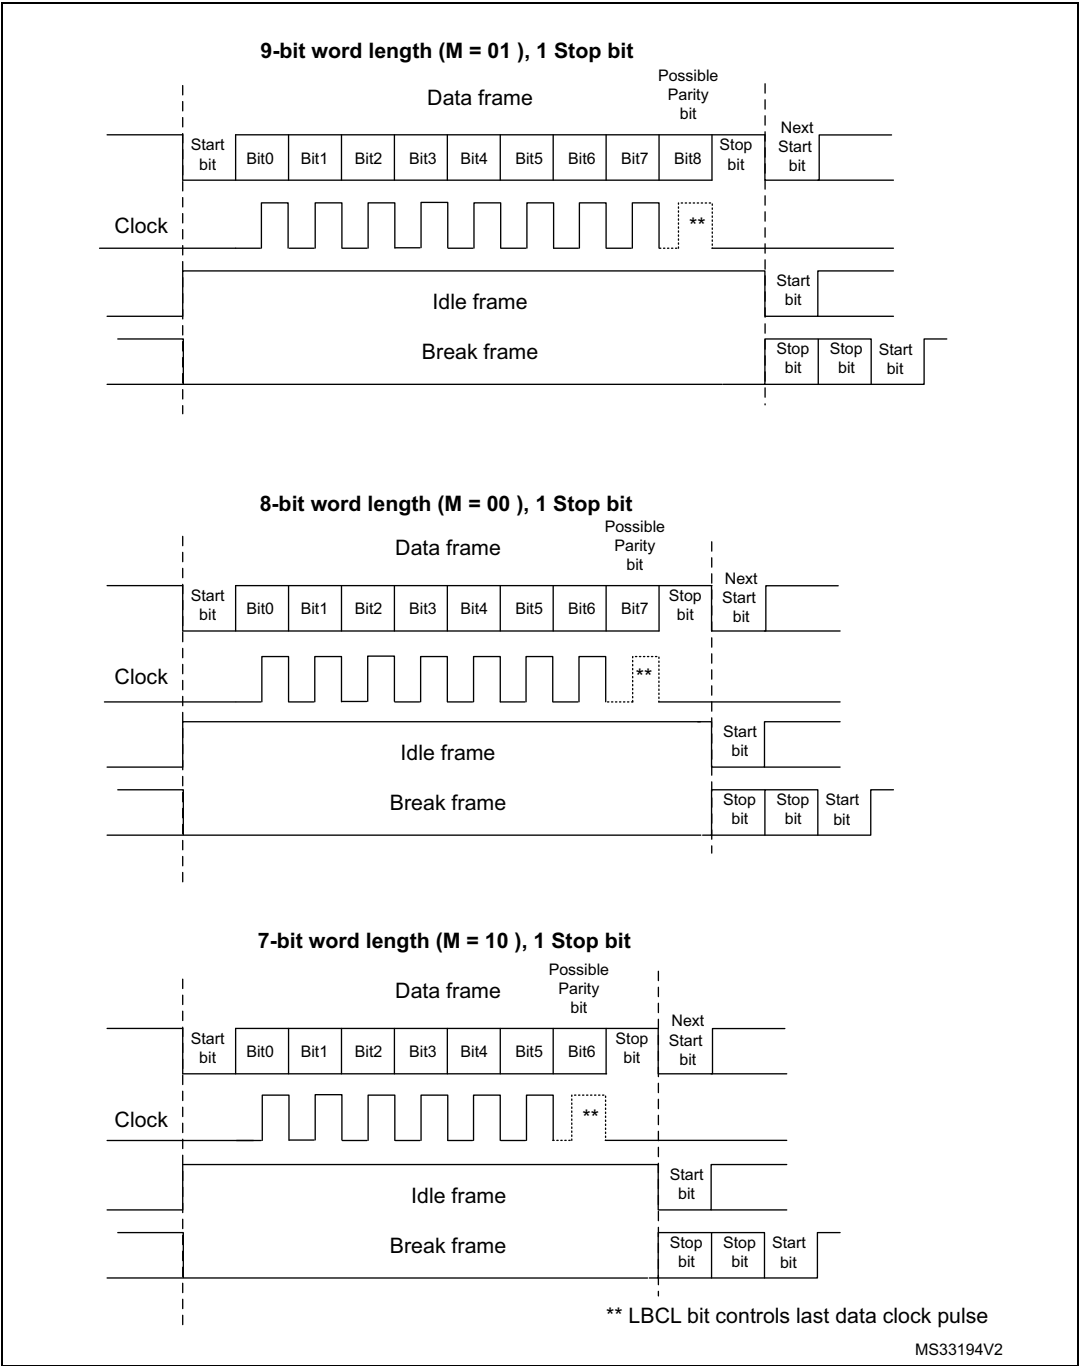 9-bit word length (M = 01 ), 1 Stop bit
Data frame
Possible
Parity
bit
Start
bit
Bit0
Bit1
Bit2
Bit3
Bit4
Bit5
Bit6
Bit7
Bit8
Stop
bit
Next
Start
bit
Clock
**
Idle frame
Start
bit
Break frame
Stop
bit
Stop
bit
Start
bit
8-bit word length (M = 00 ), 1 Stop bit
Data frame
Possible
Parity
bit
Start
bit
Bit0
Bit1
Bit2
Bit3
Bit4
Bit5
Bit6
Bit7
Stop
bit
Next
Start
bit
Clock
**
Idle frame
Start
bit
Break frame
Stop
bit
Stop
bit
Start
bit
7-bit word length (M = 10 ), 1 Stop bit
Data frame
Possible
Parity
bit
Start
bit
Bit0
Bit1
Bit2
Bit3
Bit4
Bit5
Bit6
Stop
bit
Next
Start
bit
Clock
**
Idle frame
Start
bit
Break frame
Stop
bit
Stop
bit
Start
bit
** LBCL bit controls last data clock pulse
MS33194V2